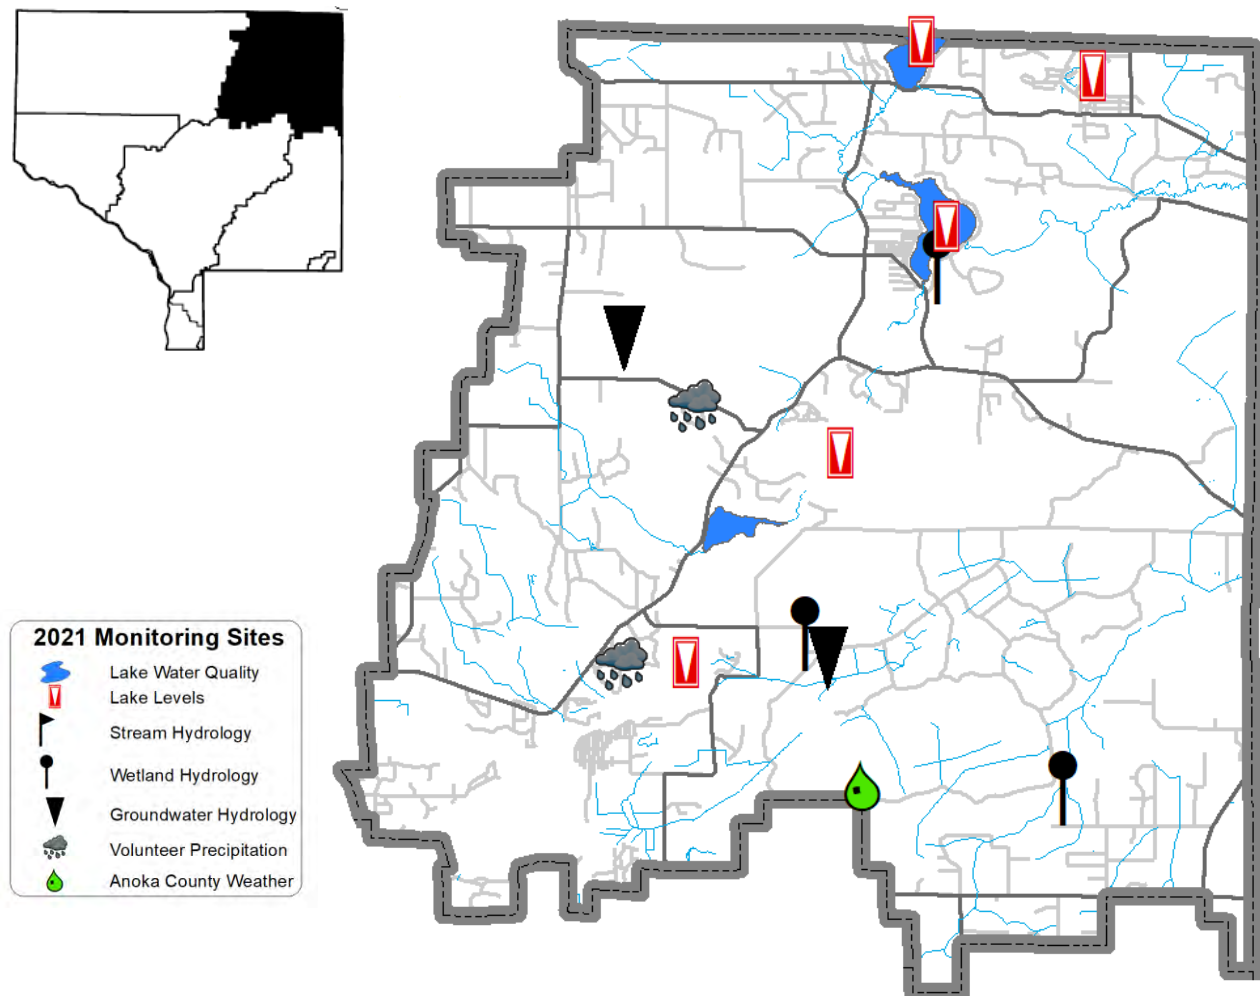 2021 Monitoring Sites
Lake Water Quality
Lake Levels
Stream Hydrology
Wetland Hydrology
Groundwater Hydrology
Volunteer Precipitation
Anoka County Weather